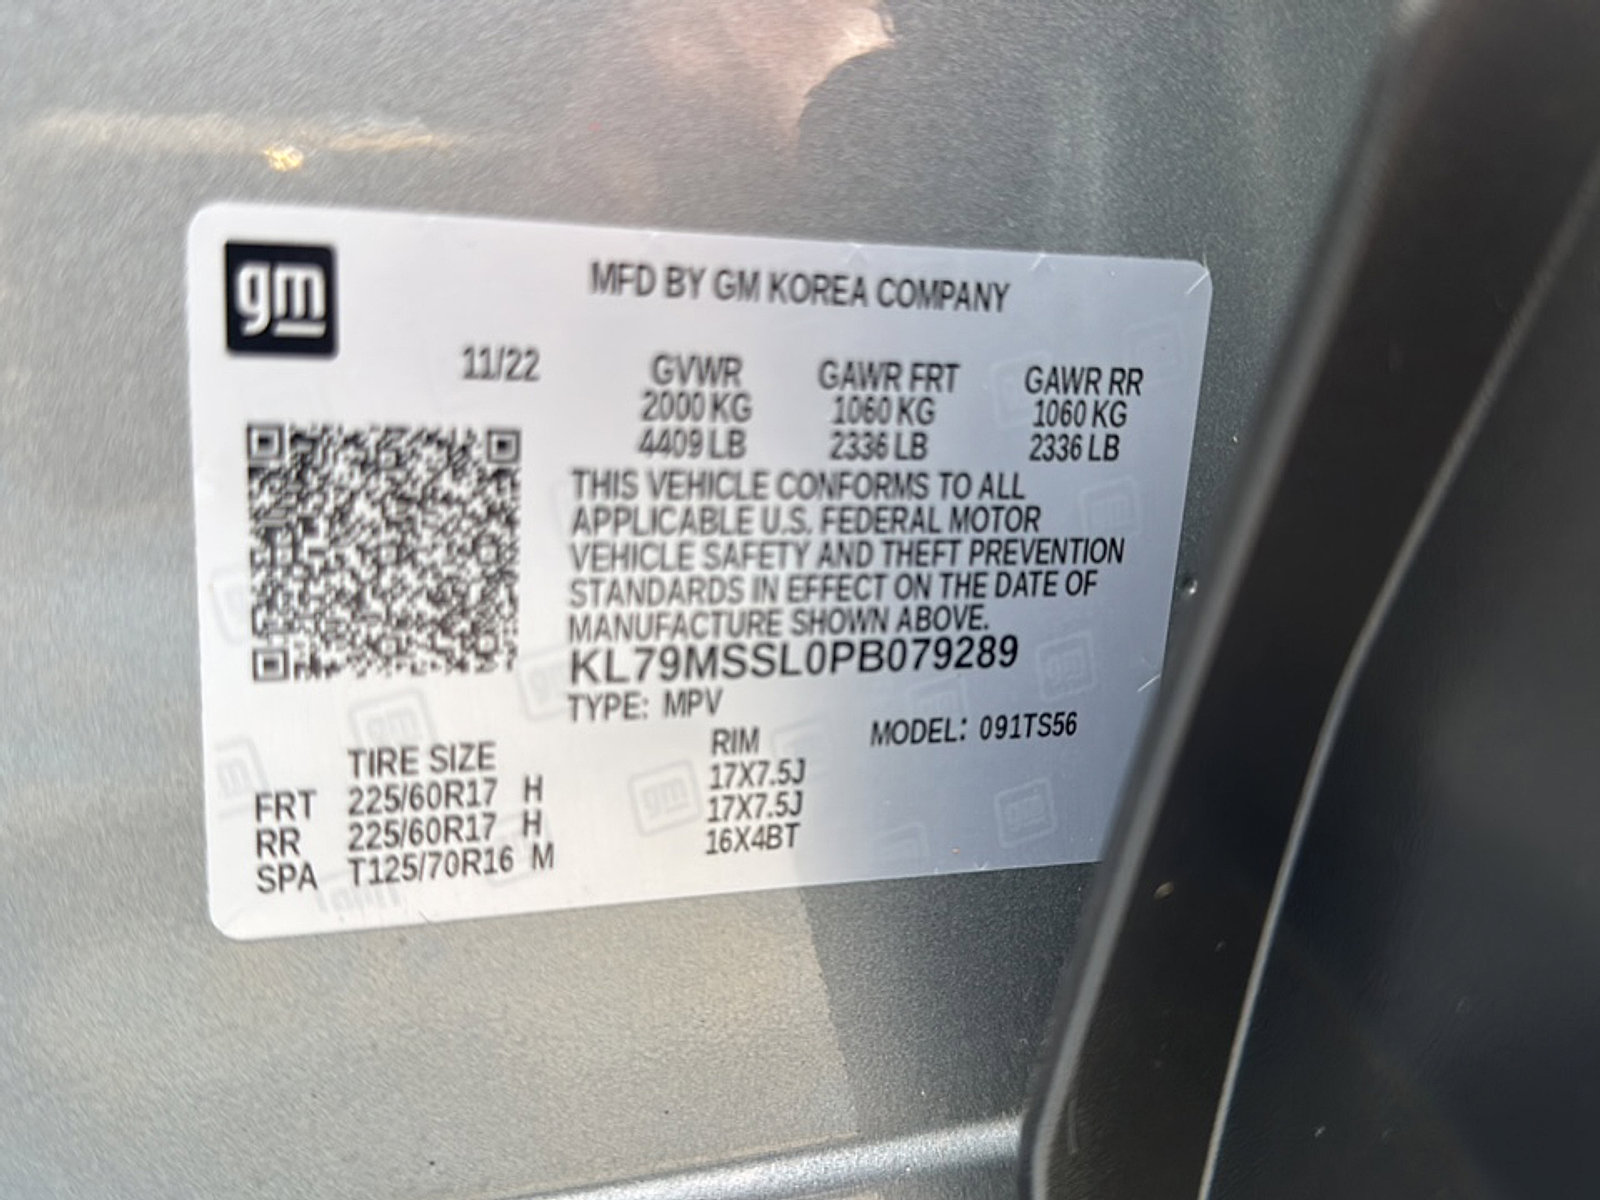 gm
MFD BY GM KOREA COMPANY
11/22
GVWR GAWR FRT GAWR RR
2000 KG 1060 KG 1060 KG
4409 LB 2336 LB 2336 LB
THIS VEHICLE CONFORMS TO ALL
APPLICABLE U.S. FEDERAL MOTOR
VEHICLE SAFETY AND THEFT PREVENTION
STANDARDS IN EFFECT ON THE DATE OF
MANUFACTURE SHOWN ABOVE.
KL79MSSL0PB079289
TYPE: MPV
MODEL: 091TS56
TIRE SIZE RIM
FRT 225/60R17 H 17X7.5J
RR 225/60R17 H 17X7.5J
SPA T125/70R16 M 16X4BT